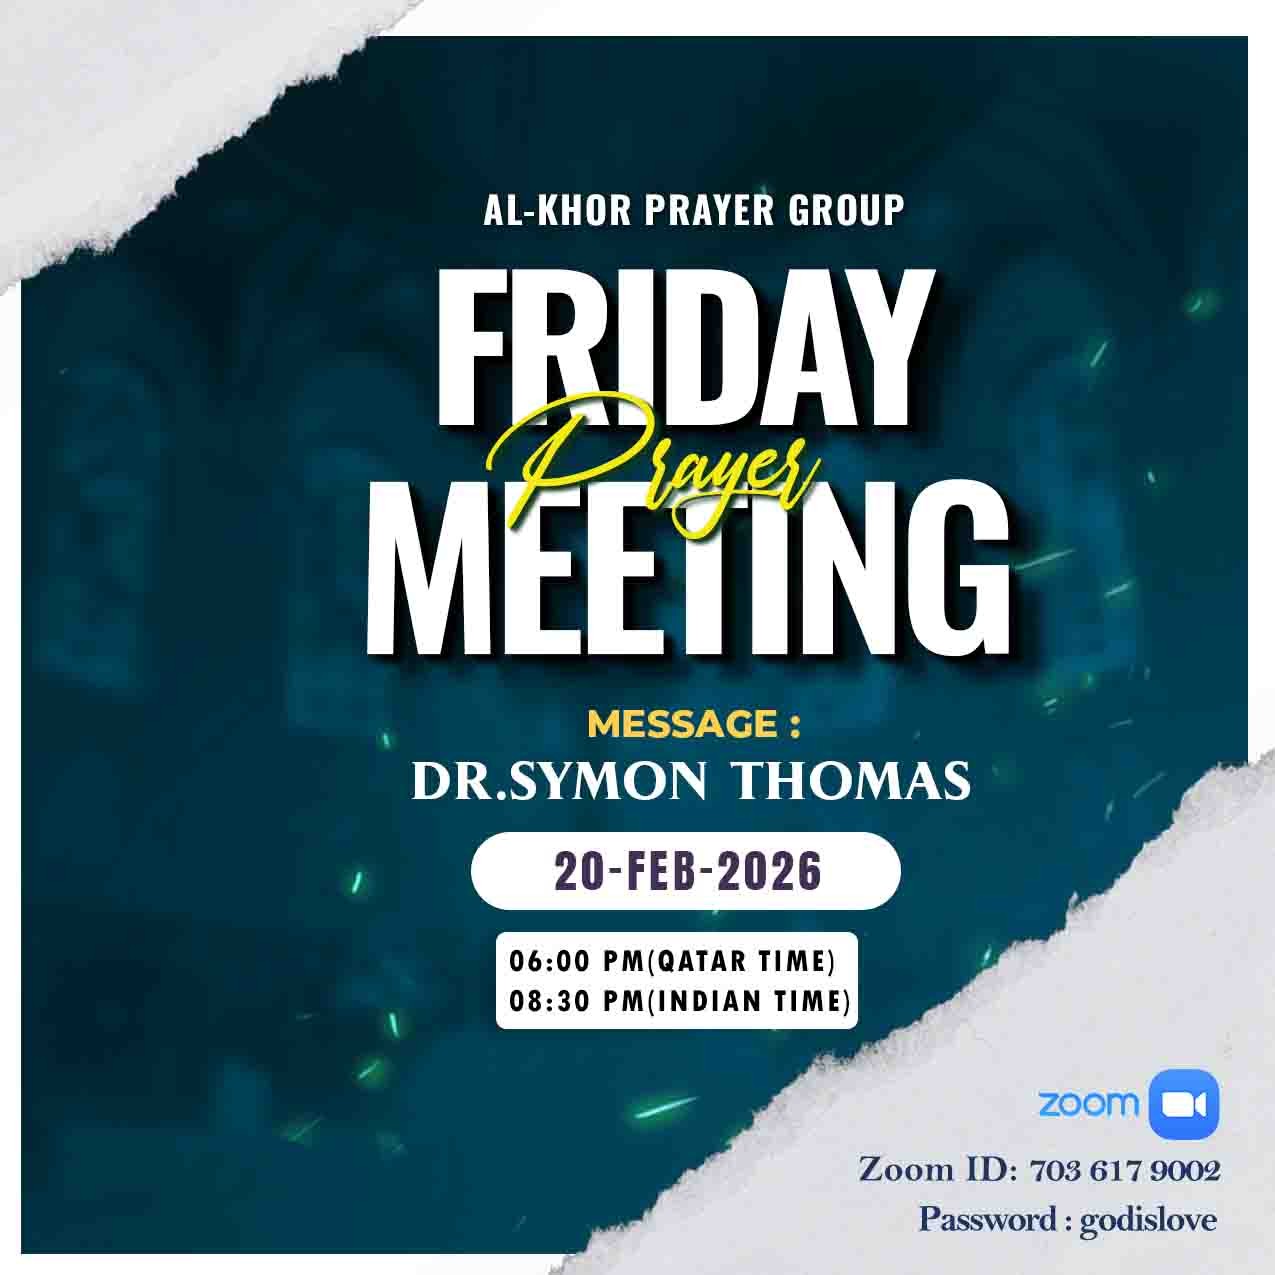 AL-KHOR PRAYER GROUP
FRIDAY
Prayer
MEETING
MESSAGE :
DR.SYMON THOMAS
20-FEB-2026
06:00 PM(QATAR TIME)
08:30 PM(INDIAN TIME)
zoom
Zoom ID: 703 617 9002
Password : godislove